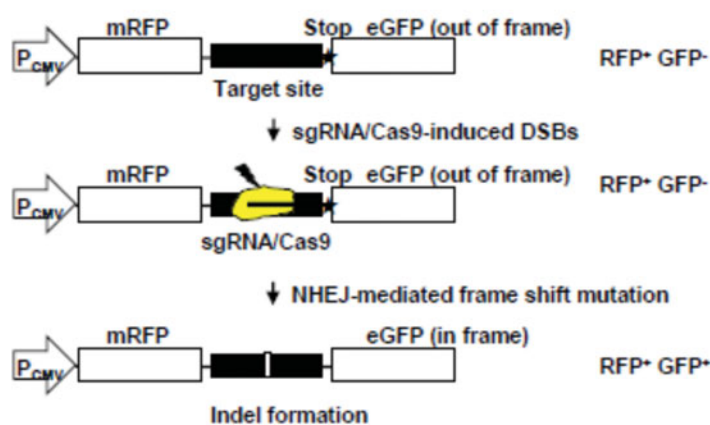 mRFP Stop eGFP (out of frame)
PCMV RFP+ GFP-
Target site
sgRNA/Cas9-induced DSBs
mRFP Stop eGFP (out of frame)
PCMV RFP+ GFP-
sgRNA/Cas9
NHEJ-mediated frame shift mutation
mRFP eGFP (in frame)
PCMV RFP+ GFP+
Indel formation